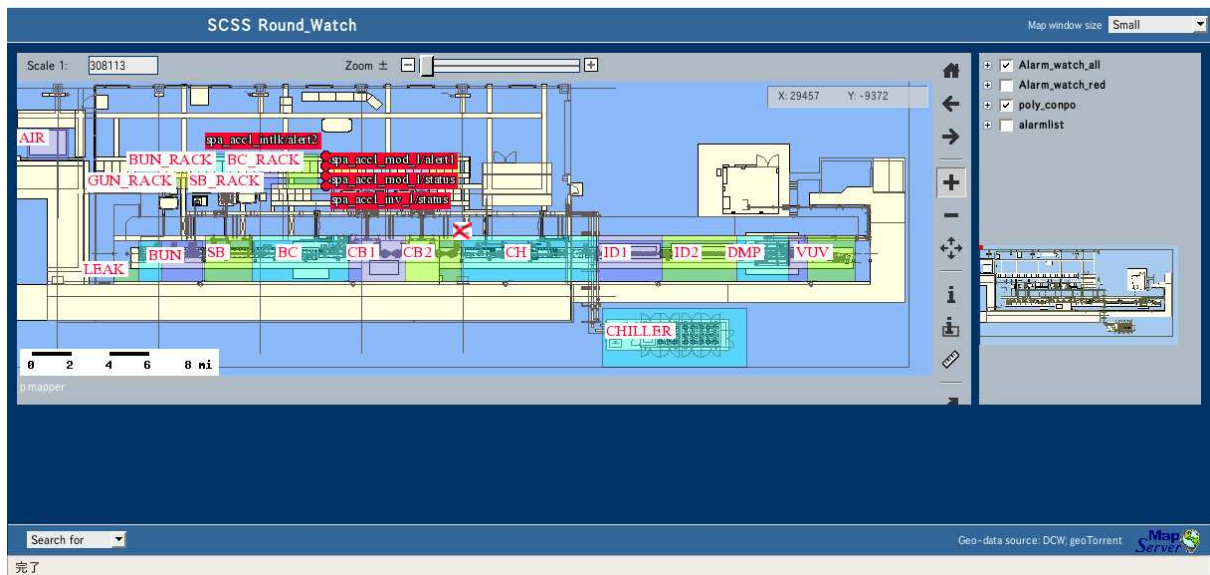 SCSS Round_Watch
Map window size Small
Scale 1: 308113
Zoom ±
X: 29457 Y: -9372
Alarm_watch_all
Alarm_watch_red
poly_conpo
alarmlist
AIR
spa_accl_intlk/alert2
BUN_RACK BC_RACK spa_accl_mod_1/alert1
GUN_RACK SB_RACK spa_accl_mod_1/status
spa_accl_inv_1/status
LEAK BUN SB BC CB1 CB2 CH ID1 ID2 DMP VUV
CHILLER
0 2 4 6 8 mi
p.mapper
Search for
Geo-data source: DCW; geoTorrent
Map Server
完了